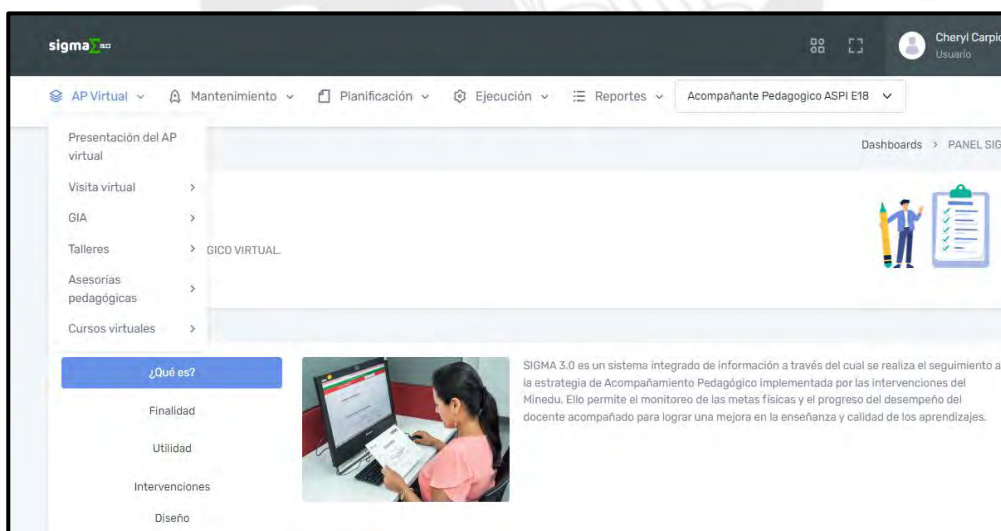 sigma 3.0
Cheryl Carpio
Usuario
AP Virtual
Mantenimiento
Planificación
Ejecución
Reportes
Acompañante Pedagogico ASPI E18
Presentación del AP
virtual
Dashboards > PANEL SIG
Visita virtual
GIA
Talleres
GICO VIRTUAL.
Asesorías
pedagógicas
Cursos virtuales
¿Qué es?
Finalidad
Utilidad
Intervenciones
Diseño
SIGMA 3.0 es un sistema integrado de información a través del cual se realiza el seguimiento a
la estrategia de Acompañamiento Pedagógico implementada por las intervenciones del
Minedu. Ello permite el monitoreo de las metas físicas y el progreso del desempeño del
docente acompañado para lograr una mejora en la enseñanza y calidad de los aprendizajes.